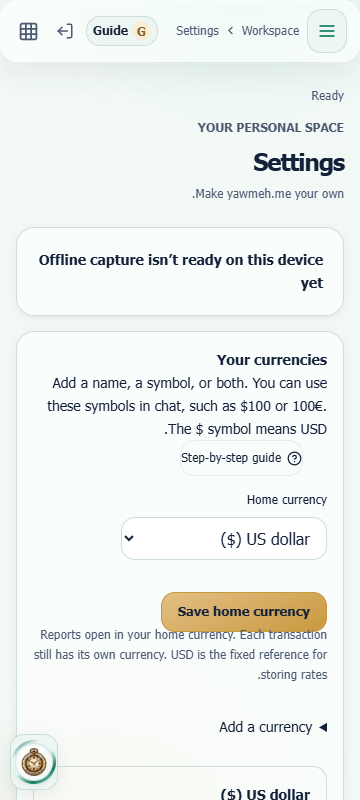 Guide G
Settings < Workspace
Ready
YOUR PERSONAL SPACE
Settings
.Make yawmeh.me your own
Offline capture isn’t ready on this device
yet
Your currencies
Add a name, a symbol, or both. You can use
these symbols in chat, such as $100 or 100€.
.The $ symbol means USD
Step-by-step guide ?
Home currency
($) US dollar
Save home currency
Reports open in your home currency. Each transaction
still has its own currency. USD is the fixed reference for
.storing rates
Add a currency
($) US dollar